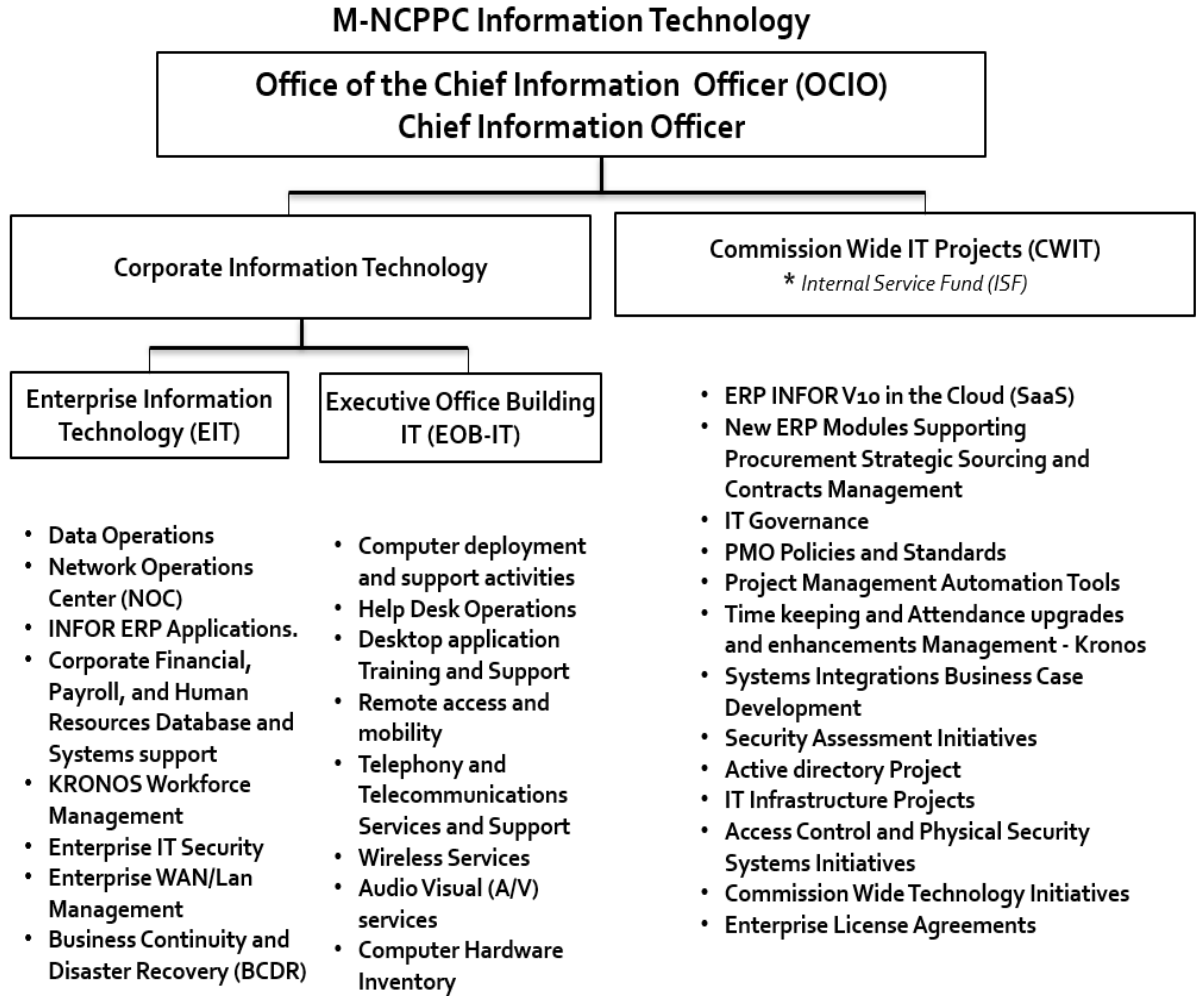 M-NCPPC Information Technology
Office of the Chief Information Officer (OCIO)
Chief Information Officer
Corporate Information Technology
Commission Wide IT Projects (CWIT)
* Internal Service Fund (ISF)
Enterprise Information
Technology (EIT)
Executive Office Building
IT (EOB-IT)
• Data Operations
• Network Operations
Center (NOC)
• INFOR ERP Applications.
• Corporate Financial,
Payroll, and Human
Resources Database and
Systems support
• KRONOS Workforce
Management
• Enterprise IT Security
• Enterprise WAN/Lan
Management
• Business Continuity and
Disaster Recovery (BCDR)
• Computer deployment
and support activities
• Help Desk Operations
• Desktop application
Training and Support
• Remote access and
mobility
• Telephony and
Telecommunications
Services and Support
• Wireless Services
• Audio Visual (A/V)
services
• Computer Hardware
Inventory
• ERP INFOR V10 in the Cloud (SaaS)
• New ERP Modules Supporting
Procurement Strategic Sourcing and
Contracts Management
• IT Governance
• PMO Policies and Standards
• Project Management Automation Tools
• Time keeping and Attendance upgrades
and enhancements Management - Kronos
• Systems Integrations Business Case
Development
• Security Assessment Initiatives
• Active directory Project
• IT Infrastructure Projects
• Access Control and Physical Security
Systems Initiatives
• Commission Wide Technology Initiatives
• Enterprise License Agreements